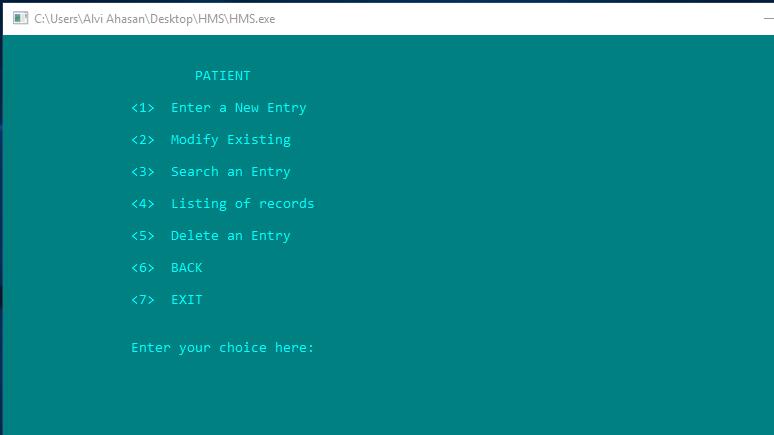 C:\Users\Alvi Ahasan\Desktop\HMS\HMS.exe
PATIENT
<1> Enter a New Entry
<2> Modify Existing
<3> Search an Entry
<4> Listing of records
<5> Delete an Entry
<6> BACK
<7> EXIT
Enter your choice here: